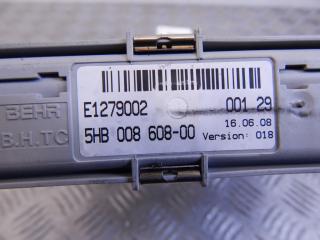 E1279002 001 29
BEHR 16.06.08
5HB 008 608-00 Version: 018
B.H.TC